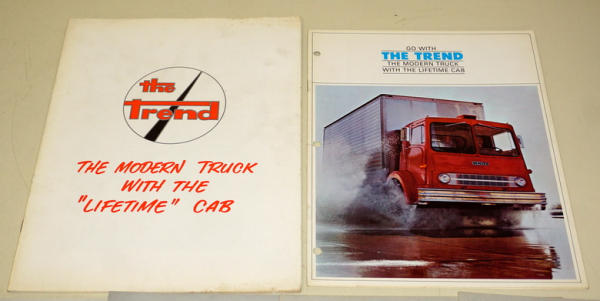 the
Trend
THE MODERN TRUCK
WITH THE
"LIFETIME" CAB
GO WITH
THE TREND
THE MODERN TRUCK
WITH THE LIFETIME CAB
WHITE